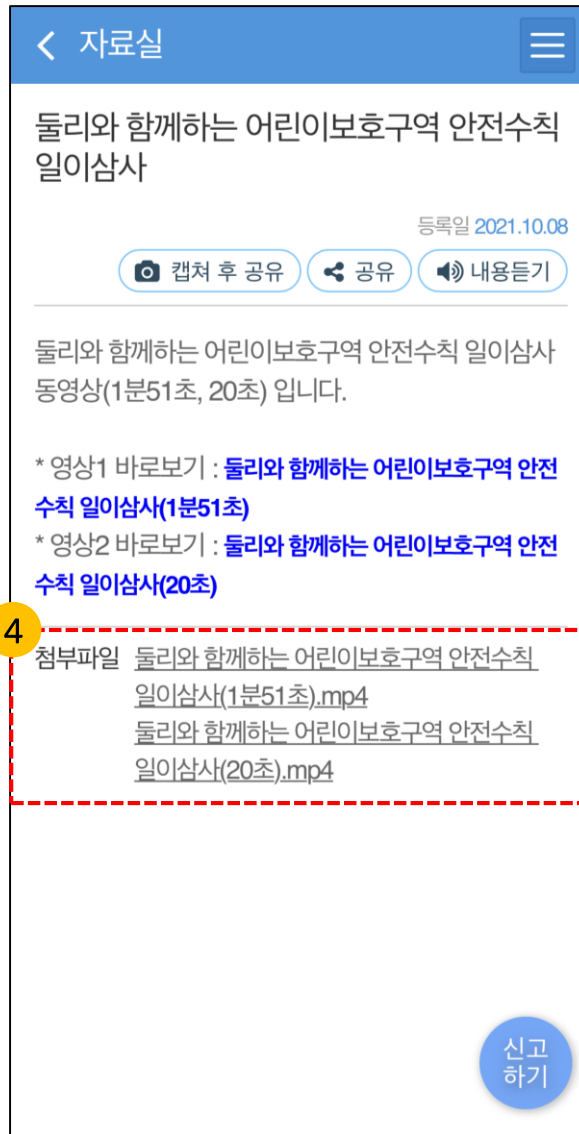 자료실
둘리와 함께하는 어린이보호구역 안전수칙
일이삼사
등록일 2021.10.08
캡쳐 후 공유 공유 내용듣기
둘리와 함께하는 어린이보호구역 안전수칙 일이삼사
동영상(1분51초, 20초) 입니다.
* 영상1 바로보기 : 둘리와 함께하는 어린이보호구역 안전
수칙 일이삼사(1분51초)
* 영상2 바로보기 : 둘리와 함께하는 어린이보호구역 안전
수칙 일이삼사(20초)
4
첨부파일 둘리와 함께하는 어린이보호구역 안전수칙
일이삼사(1분51초).mp4
둘리와 함께하는 어린이보호구역 안전수칙
일이삼사(20초).mp4
신고
하기